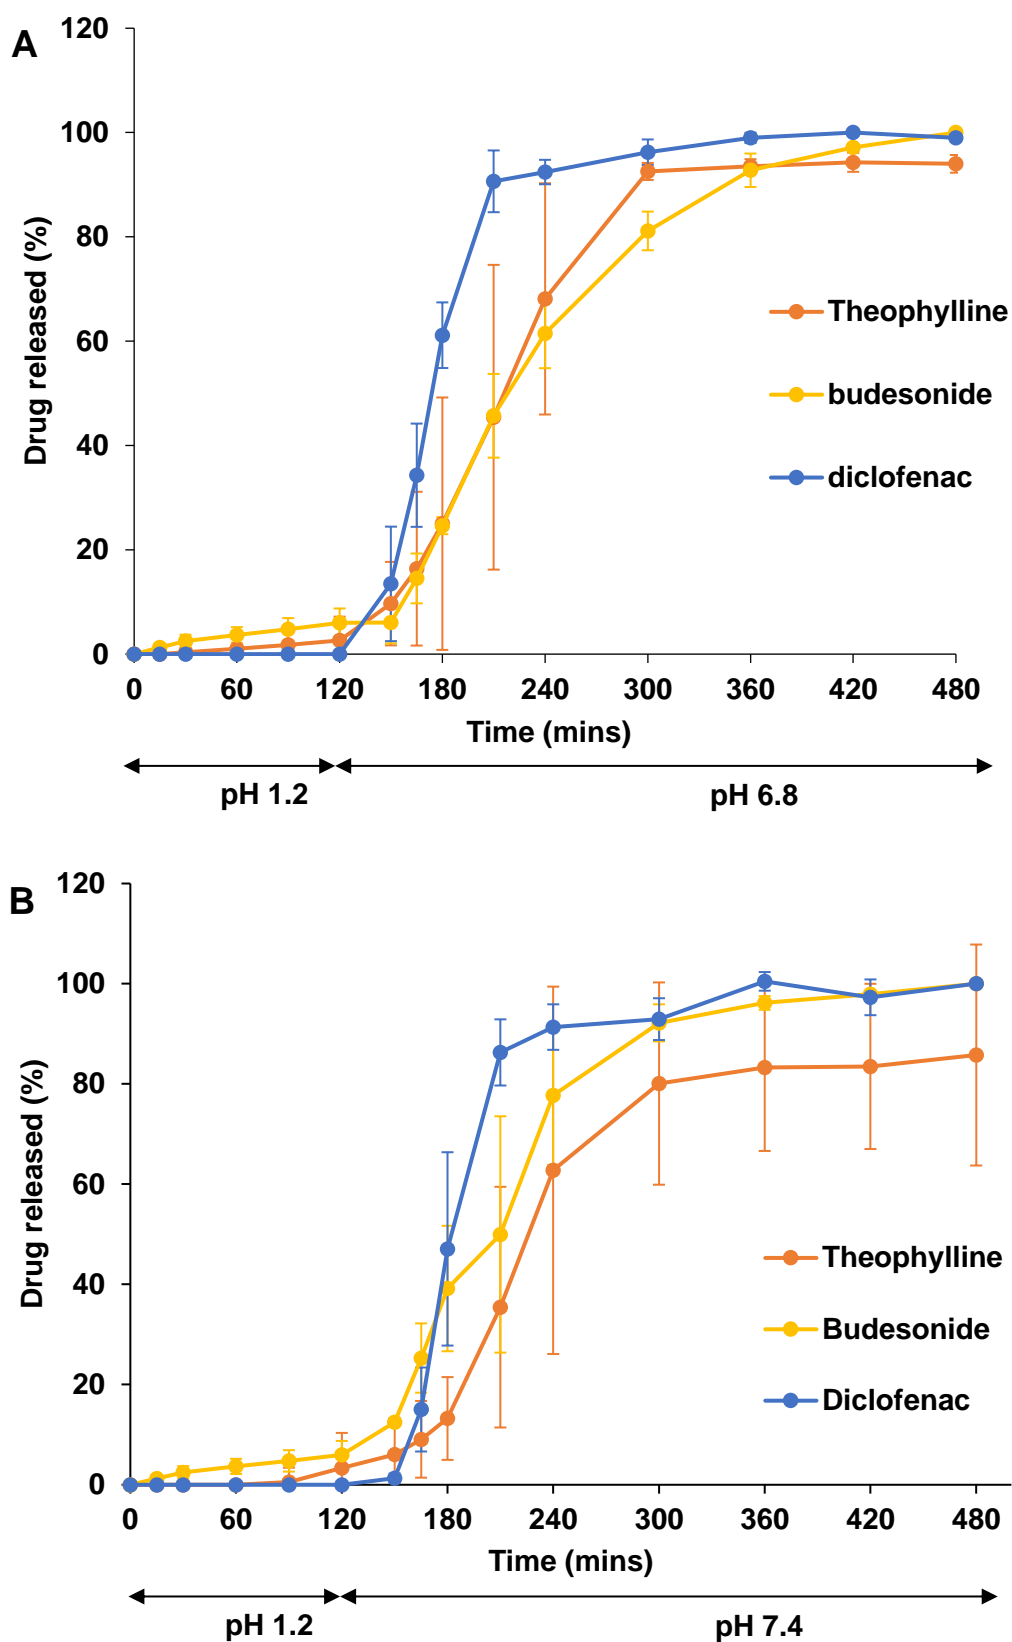 A
120
100
80
60
40
20
0
Drug released (%)
Theophylline
budesonide
diclofenac
0 60 120 180 240 300 360 420 480
Time (mins)
pH 1.2 pH 6.8
B
120
100
80
60
40
20
0
Drug released (%)
Theophylline
Budesonide
Diclofenac
0 60 120 180 240 300 360 420 480
Time (mins)
pH 1.2 pH 7.4